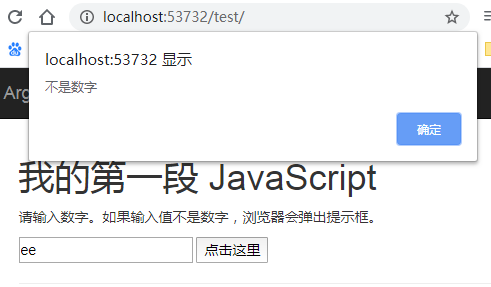 localhost:53732/test/
localhost:53732 显示
不是数字
确定
Arg
我的第一段 JavaScript
请输入数字。如果输入值不是数字，浏览器会弹出提示框。
ee
点击这里